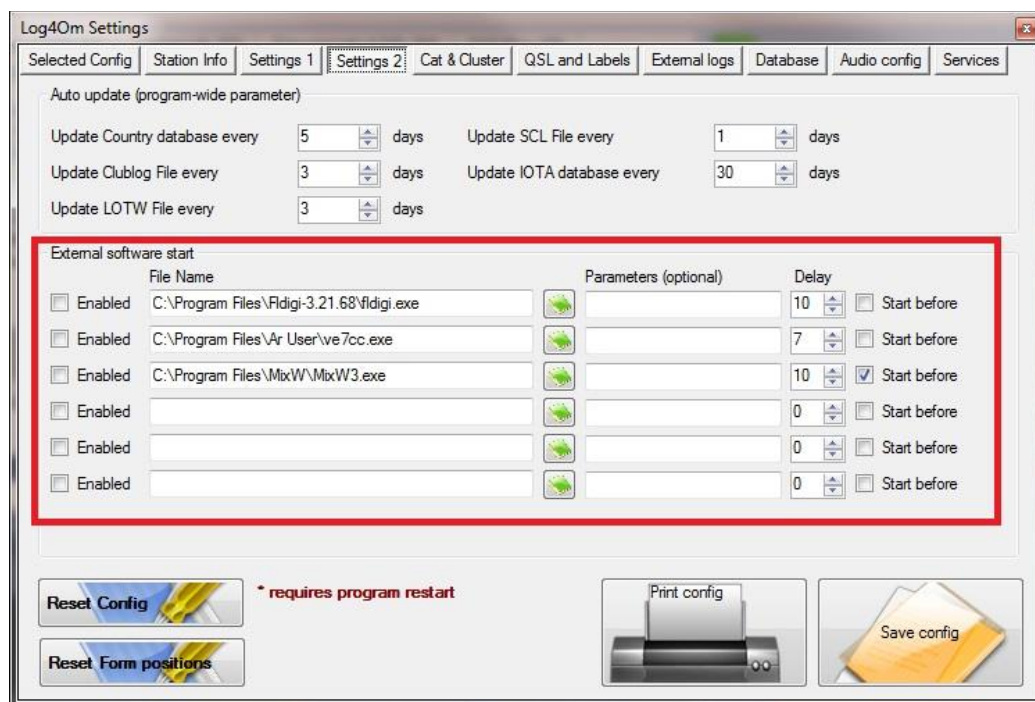 Log4Om Settings
Selected Config Station Info Settings 1 Settings 2 Cat & Cluster QSL and Labels External logs Database Audio config Services
Auto update (program-wide parameter)
Update Country database every 5 days Update SCL File every 1 days
Update Clublog File every 3 days Update IOTA database every 30 days
Update LOTW File every 3 days
External software start
File Name Parameters (optional) Delay
Enabled C:\Program Files\Fldigi-3.21.68\fldigi.exe 10 Start before
Enabled C:\Program Files\Ar User\ve7cc.exe 7 Start before
Enabled C:\Program Files\MixW\MixW3.exe 10 Start before
Enabled 0 Start before
Enabled 0 Start before
Enabled 0 Start before
Reset Config * requires program restart Print config
Save config
Reset Form positions